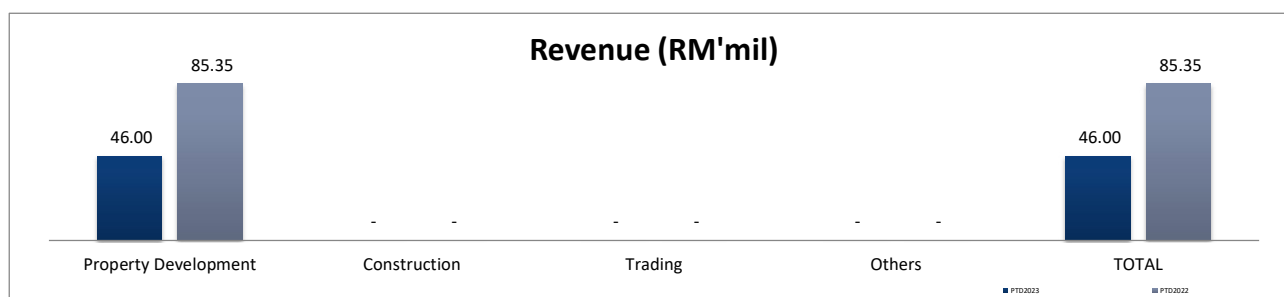 Revenue (RM'mil)
85.35
85.35
46.00
46.00
- - - - - -
Property Development Construction Trading Others TOTAL
PTD2023 PTD2022